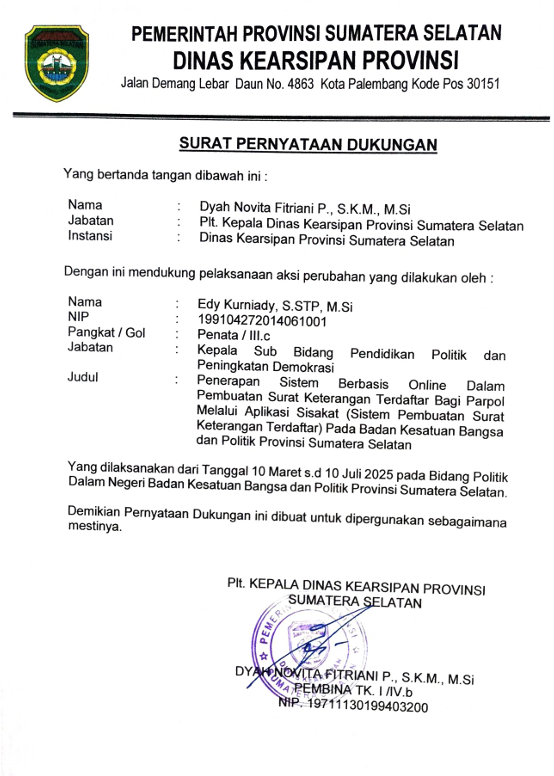 PEMERINTAH PROVINSI SUMATERA SELATAN
DINAS KEARSIPAN PROVINSI
Jalan Demang Lebar Daun No. 4863 Kota Palembang Kode Pos 30151
SURAT PERNYATAAN DUKUNGAN
Yang bertanda tangan dibawah ini :
Nama : Dyah Novita Fitriani P., S.K.M., M.Si
Jabatan : Plt. Kepala Dinas Kearsipan Provinsi Sumatera Selatan
Instansi : Dinas Kearsipan Provinsi Sumatera Selatan
Dengan ini mendukung pelaksanaan aksi perubahan yang dilakukan oleh :
Nama : Edy Kurniady, S.STP, M.Si
NIP : 199104272014061001
Pangkat / Gol : Penata / III.c
Jabatan : Kepala Sub Bidang Pendidikan Politik dan
Peningkatan Demokrasi
Judul : Penerapan Sistem Berbasis Online Dalam
Pembuatan Surat Keterangan Terdaftar Bagi Parpol
Melalui Aplikasi Sisakat (Sistem Pembuatan Surat
Keterangan Terdaftar) Pada Badan Kesatuan Bangsa
dan Politik Provinsi Sumatera Selatan
Yang dilaksanakan dari Tanggal 10 Maret s.d 10 Juli 2025 pada Bidang Politik
Dalam Negeri Badan Kesatuan Bangsa dan Politik Provinsi Sumatera Selatan.
Demikian Pernyataan Dukungan ini dibuat untuk dipergunakan sebagaimana
mestinya.
Plt. KEPALA DINAS KEARSIPAN PROVINSI
SUMATERA SELATAN
DYAH NOVITA FITRIANI P., S.K.M., M.Si
PEMBINA TK. I /IV.b
NIP. 19711130199403200